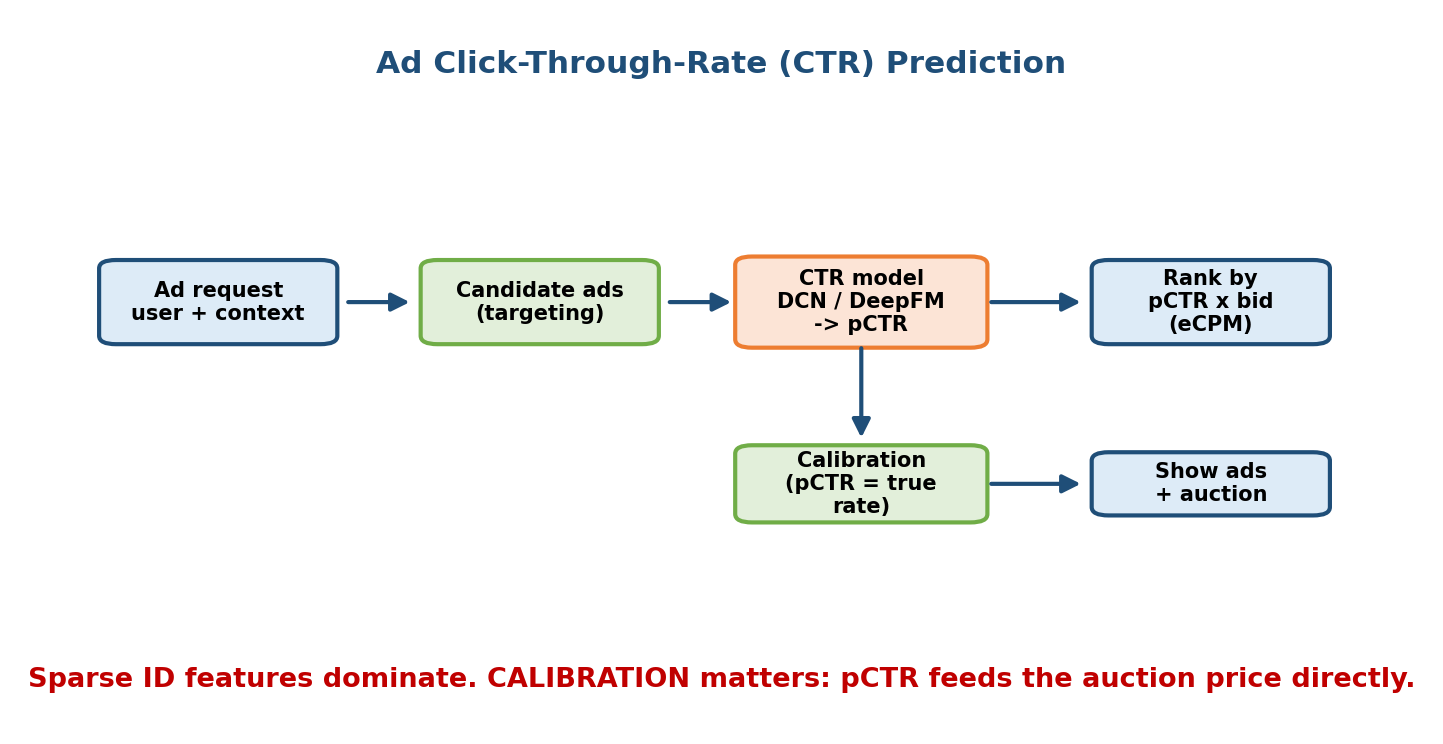 Ad Click-Through-Rate (CTR) Prediction
Ad request
user + context
Candidate ads
(targeting)
CTR model
DCN / DeepFM
-> pCTR
Rank by
pCTR x bid
(eCPM)
Calibration
(pCTR = true
rate)
Show ads
+ auction
Sparse ID features dominate. CALIBRATION matters: pCTR feeds the auction price directly.